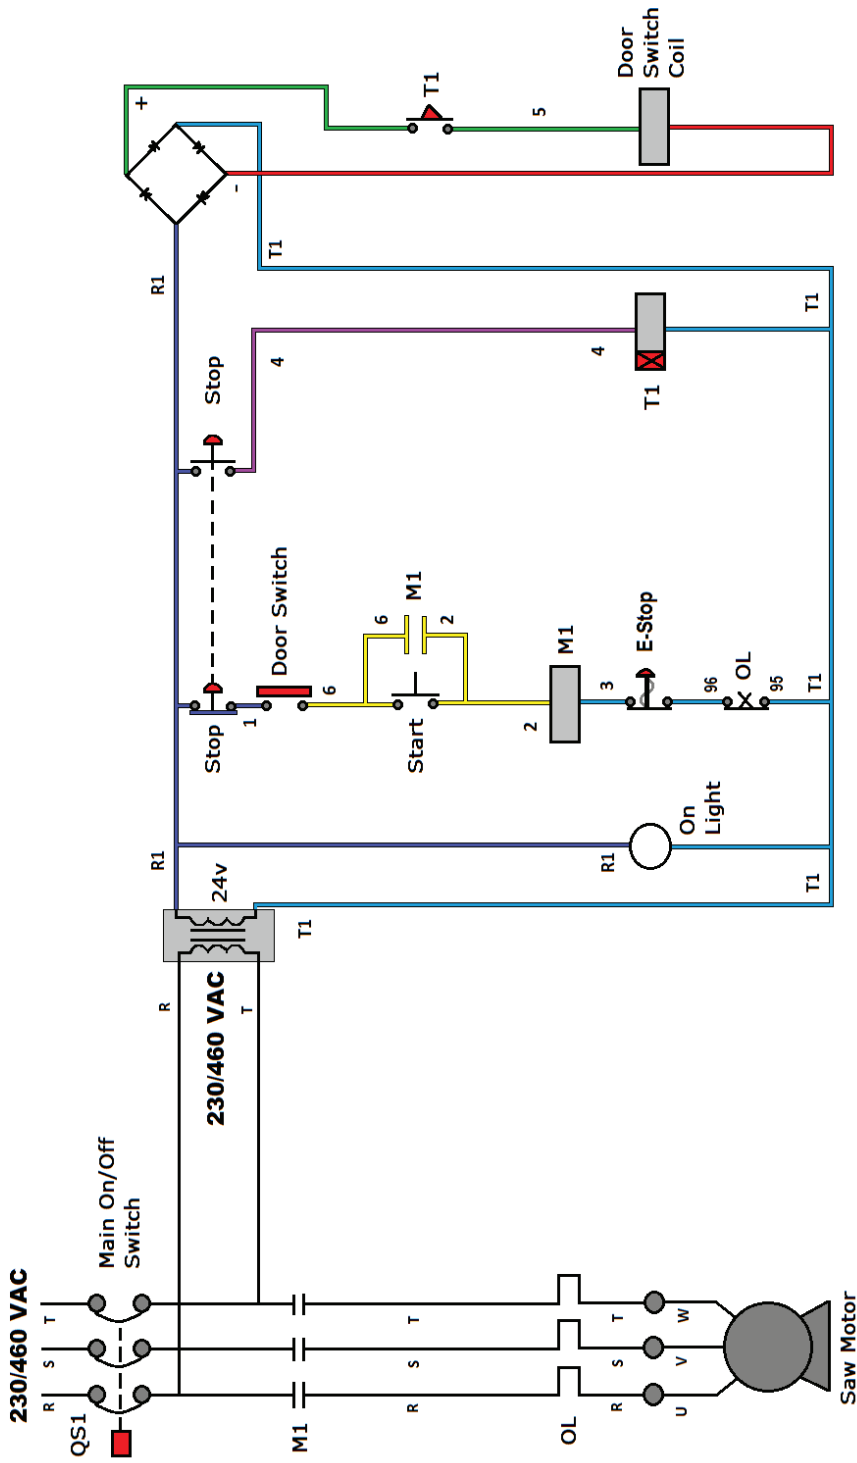 230/460 VAC
R
S
T
QS1
Main On/Off
Switch
M1
R
S
T
OL
R
S
T
U
V
W
Saw Motor
R
T
230/460 VAC
24v
T1
R1
R1
On
Light
T1
Stop
1
Door Switch
6
6
M1
2
Start
2
M1
3
E-Stop
96
OL
95
T1
Stop
4
4
T1
T1
R1
T1
+
-
T1
5
Door
Switch
Coil